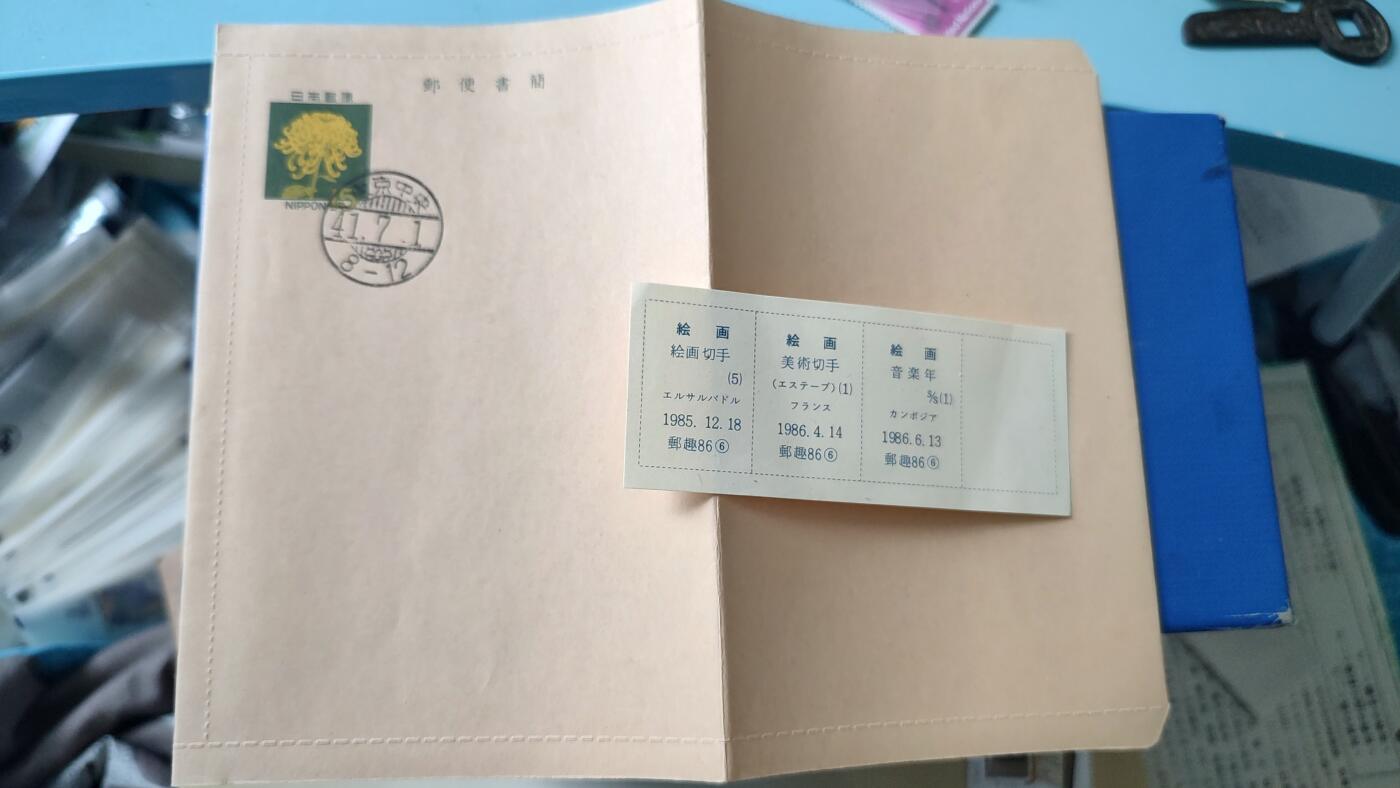 郵便書簡
日本郵便
NIPPON
京中央
41.7.1
8-12
絵画
絵画切手
(5)
エルサルバドル
1985.12.18
郵趣86⑥
絵画
美術切手
(エステーブ)(1)
フランス
1986.4.14
郵趣86⑥
絵画
音楽年
(1)
カンボジア
1986.6.13
郵趣86⑥